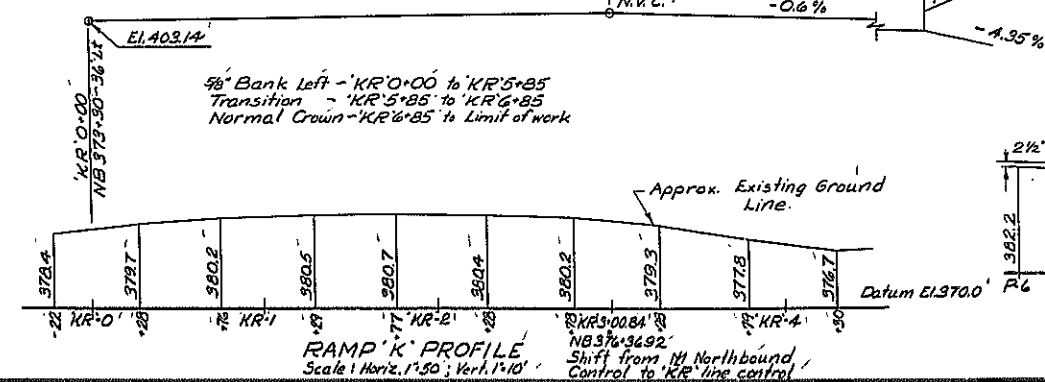 N.V.C.
-0.6%
-4.35%
El. 403.14'
'KR' 0+00
NB 373+90-36' Lt.
5/8" Bank Left - 'KR' 0+00 to 'KR' 5+85
Transition - 'KR' 5+85 to 'KR' 6+85
Normal Crown - 'KR' 6+85 to Limit of work
2½"
Approx. Existing Ground
Line.
378.4'
379.7'
380.2'
380.5'
380.7'
380.4'
380.2'
379.3'
377.8'
376.7'
382.2
Datum El. 370.0'
P-6
-22
'KR-0'
+28
+76
'KR-1'
+29
+77
'KR-2'
+28
+78
'KR' 3+00.84'
+28
+79
'KR-4'
+30
NB 376+36.92'
RAMP 'K' PROFILE
Shift from M Northbound
Scale: Horiz. 1"=50'; Vert. 1"=10'
Control to 'KR' line control